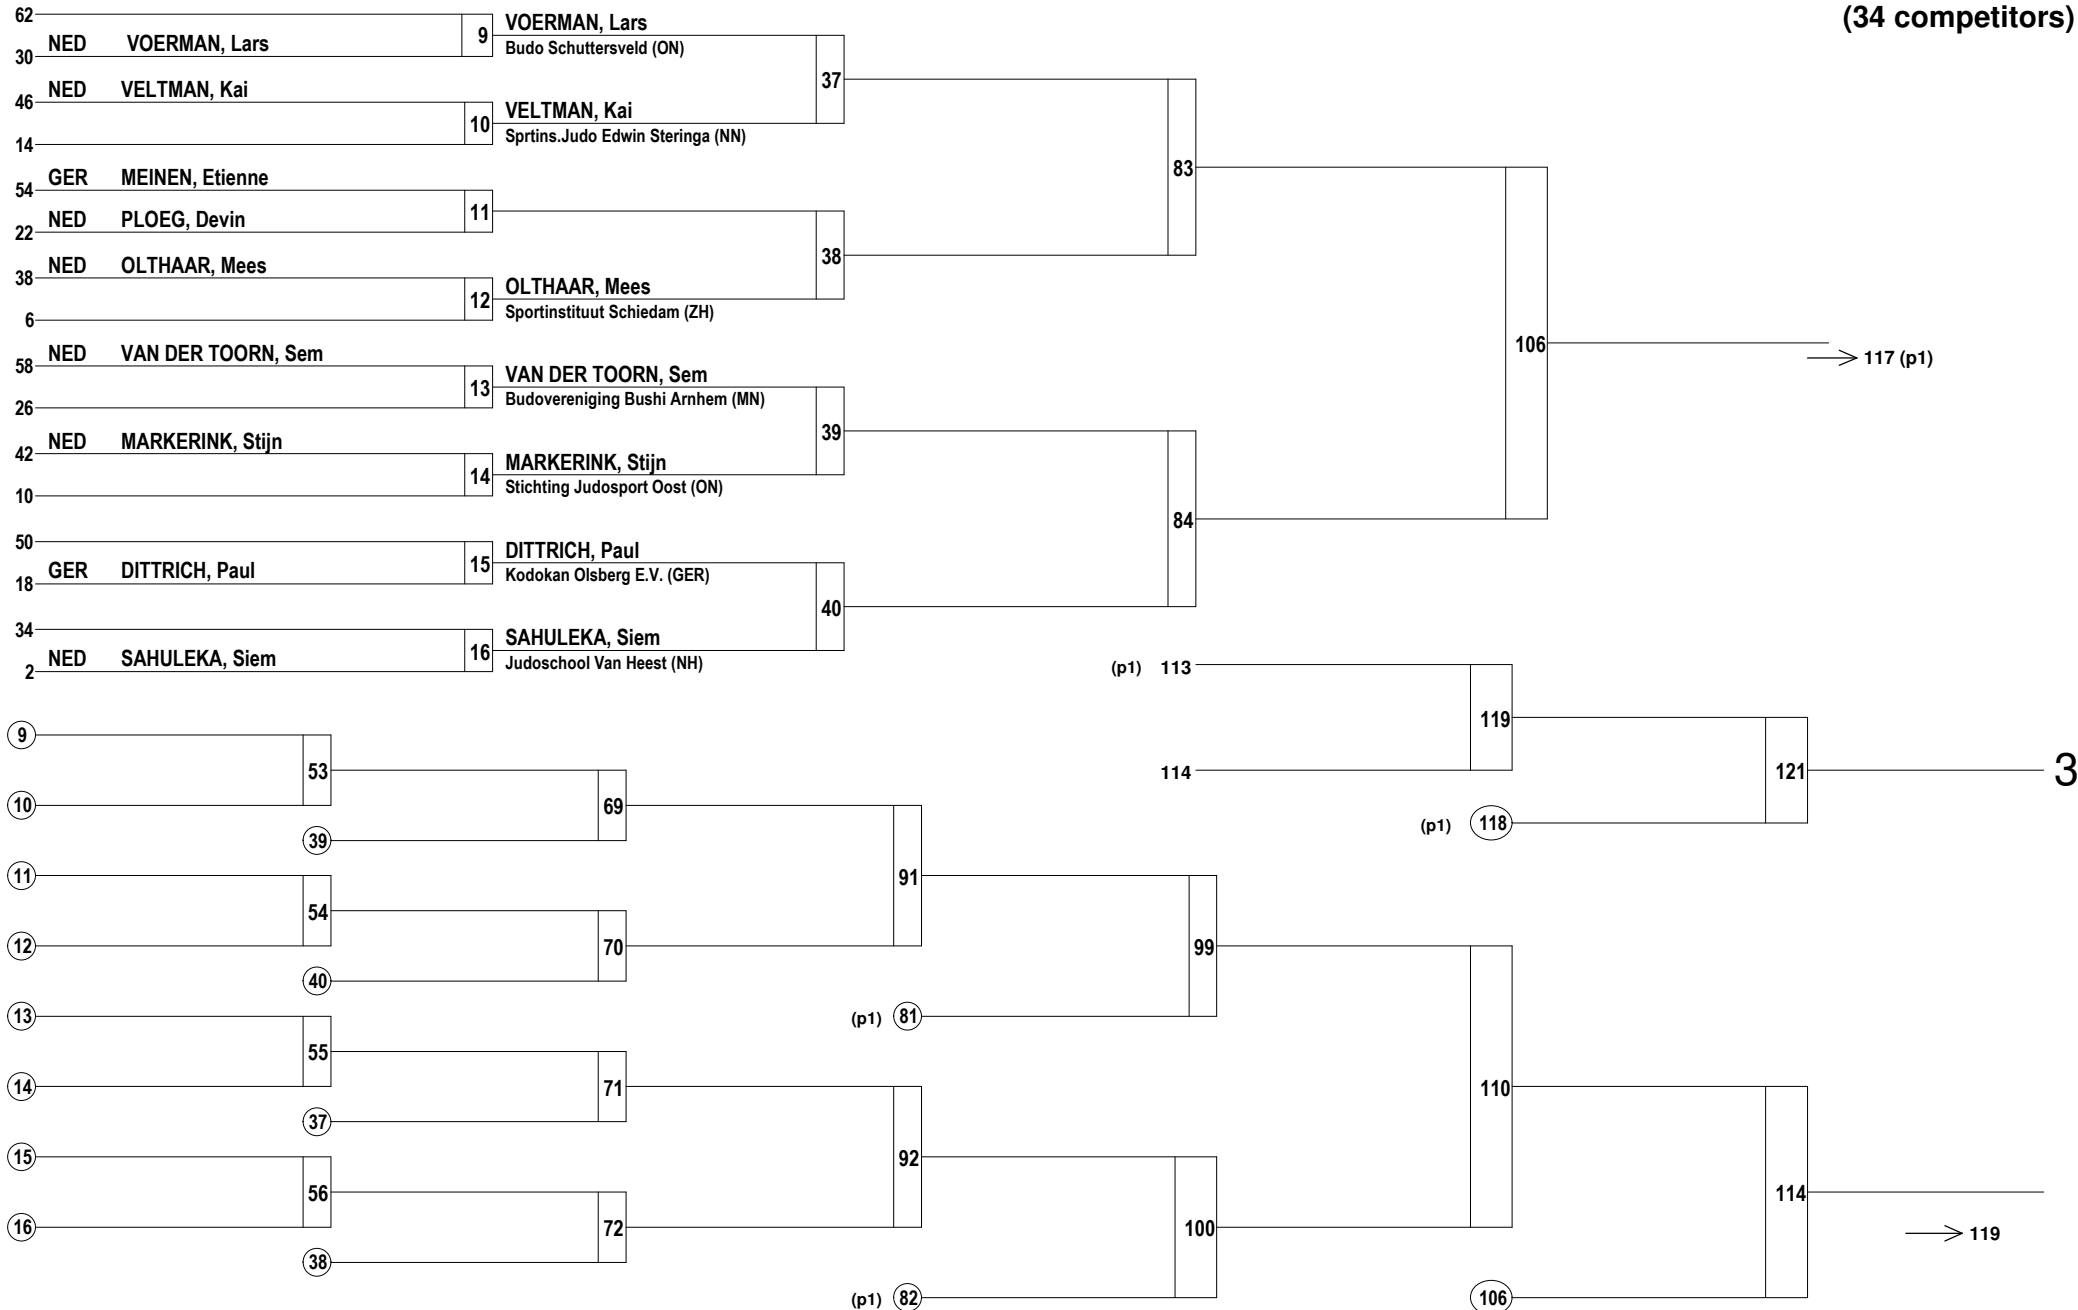 (34 competitors)
62
NED VOERMAN, Lars
30
9
VOERMAN, Lars
Budo Schuttersveld (ON)
37
46
NED VELTMAN, Kai
14
10
VELTMAN, Kai
Sprtins.Judo Edwin Steringa (NN)
83
54
GER MEINEN, Etienne
22
NED PLOEG, Devin
11
38
38
NED OLTHAAR, Mees
6
12
OLTHAAR, Mees
Sportinstituut Schiedam (ZH)
106
117 (p1)
58
NED VAN DER TOORN, Sem
26
13
VAN DER TOORN, Sem
Budovereniging Bushi Arnhem (MN)
39
42
NED MARKERINK, Stijn
10
14
MARKERINK, Stijn
Stichting Judosport Oost (ON)
84
50
GER DITTRICH, Paul
18
15
DITTRICH, Paul
Kodokan Olsberg E.V. (GER)
40
34
NED SAHULEKA, Siem
2
16
SAHULEKA, Siem
Judoschool Van Heest (NH)
(p1) 113
119
114
121
3
(p1) 118
9
53
10
69
39
11
91
54
12
70
40
99
13
(p1) 81
55
14
71
110
37
15
92
56
16
72
100
114
119
38
(p1) 82
106